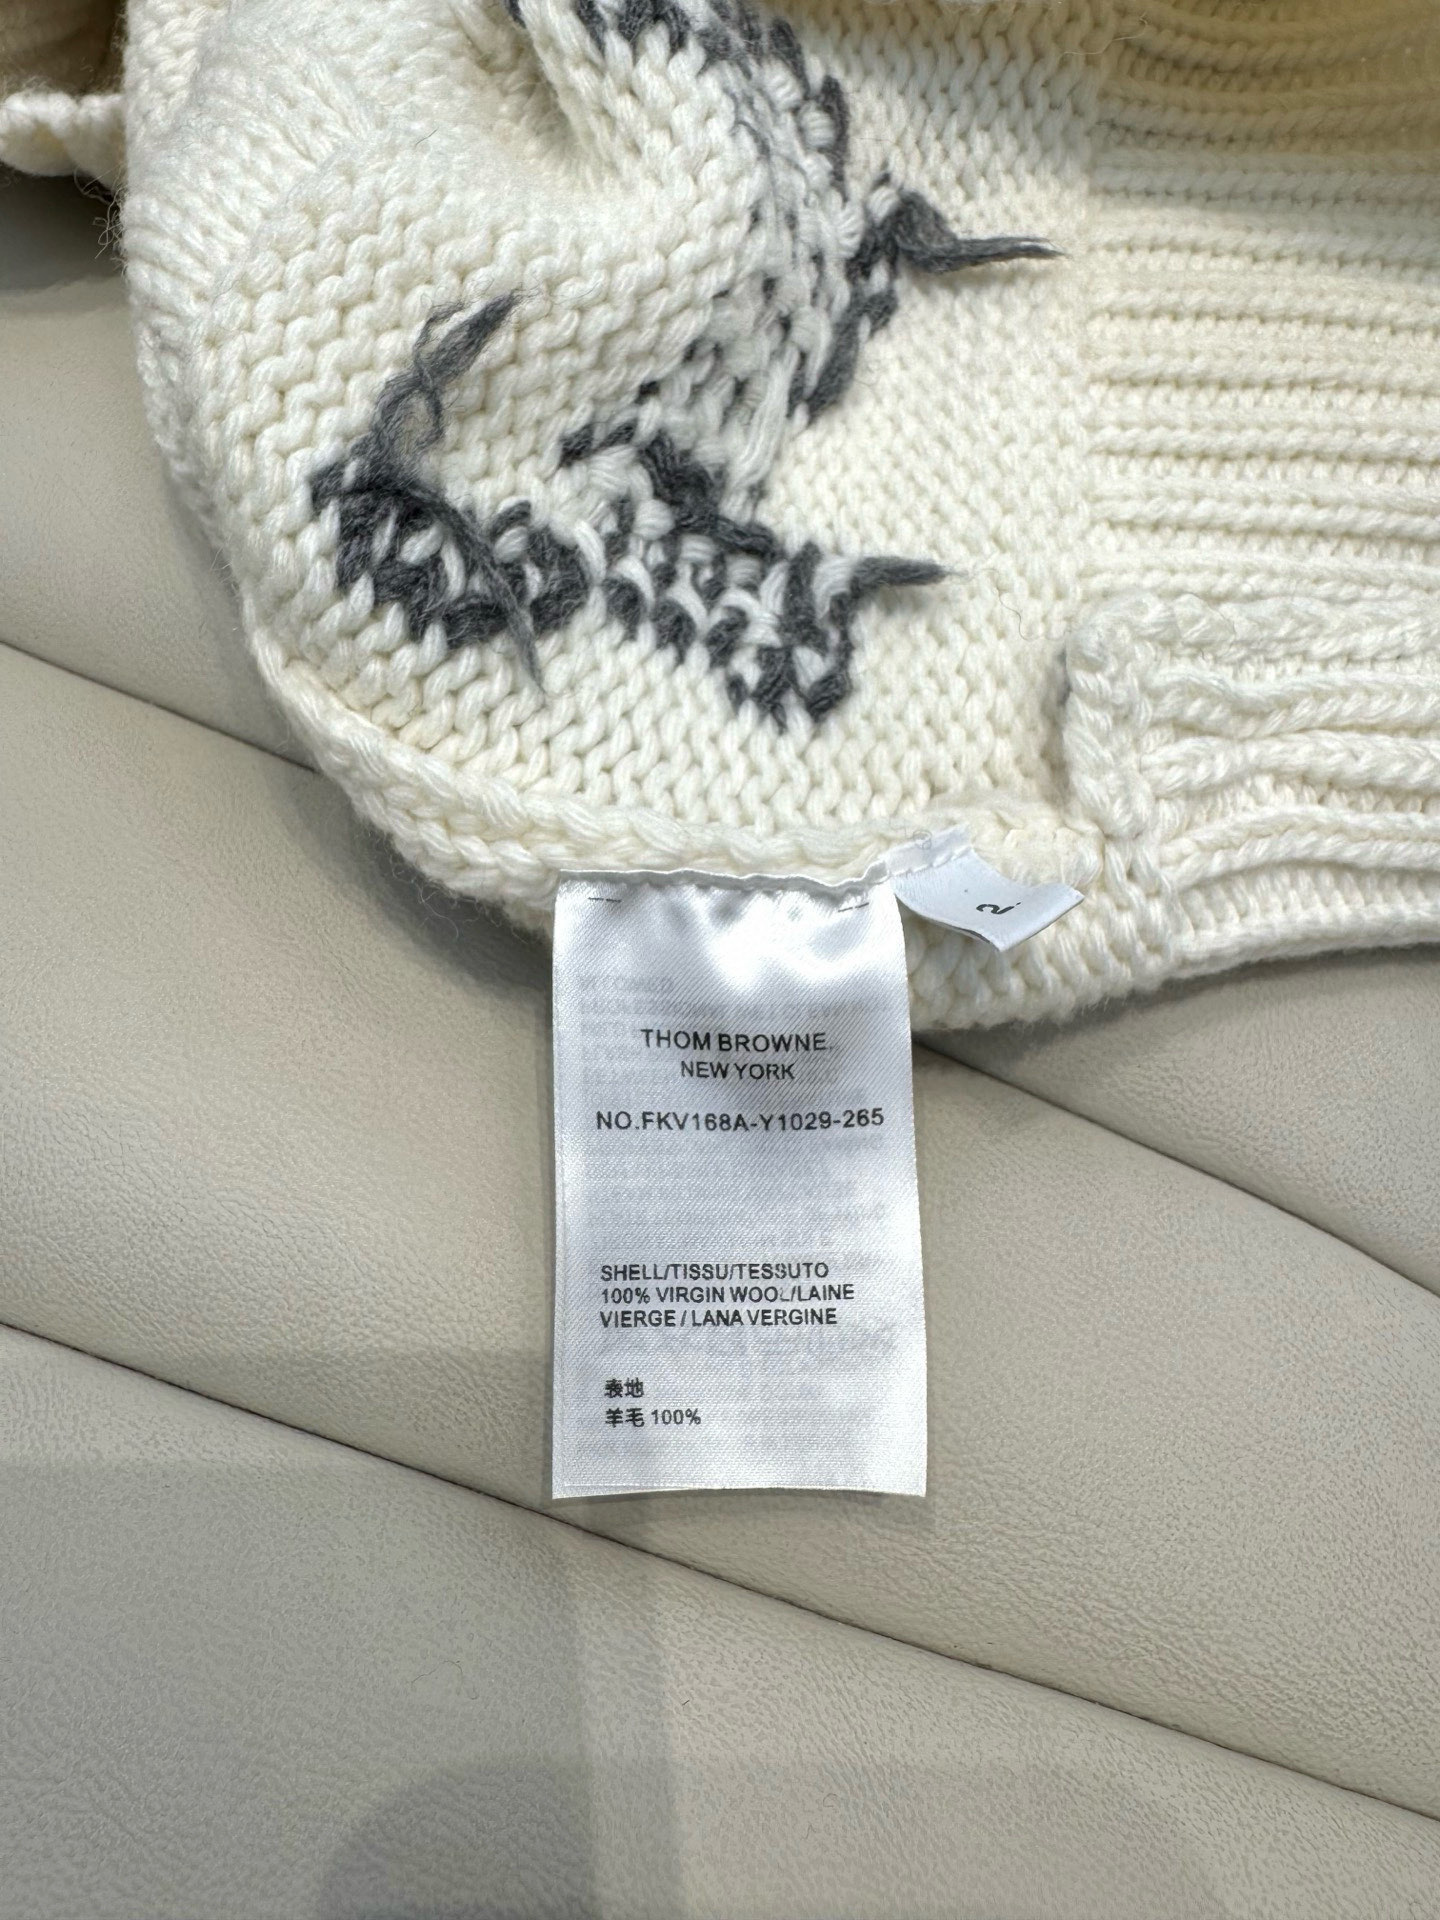 2.
THOM BROWNE.
NEW YORK
NO.FKV168A-Y1029-265
SHELL/TISSU/TESSUTO
100% VIRGIN WOOL/LAINE
VIERGE / LANA VERGINE
表地
羊毛 100%